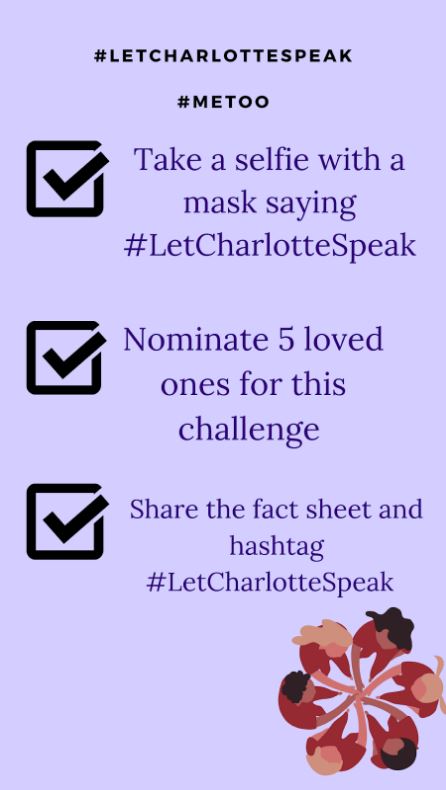 #LETCHARLOTTESPEAK
#METOO
Take a selfie with a
mask saying
#LetCharlotteSpeak
Nominate 5 loved
ones for this
challenge
Share the fact sheet and
hashtag
#LetCharlotteSpeak